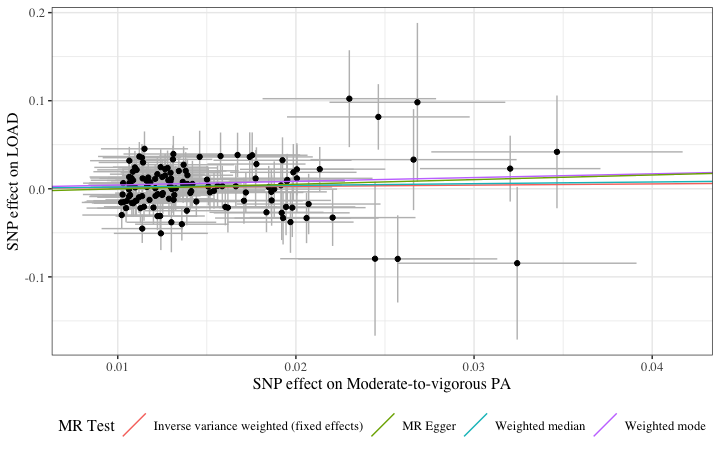 0.2
0.1
0.0
-0.1
SNP effect on LOAD
0.01
0.02
0.03
0.04
SNP effect on Moderate-to-vigorous PA
MR Test
Inverse variance weighted (fixed effects)
MR Egger
Weighted median
Weighted mode